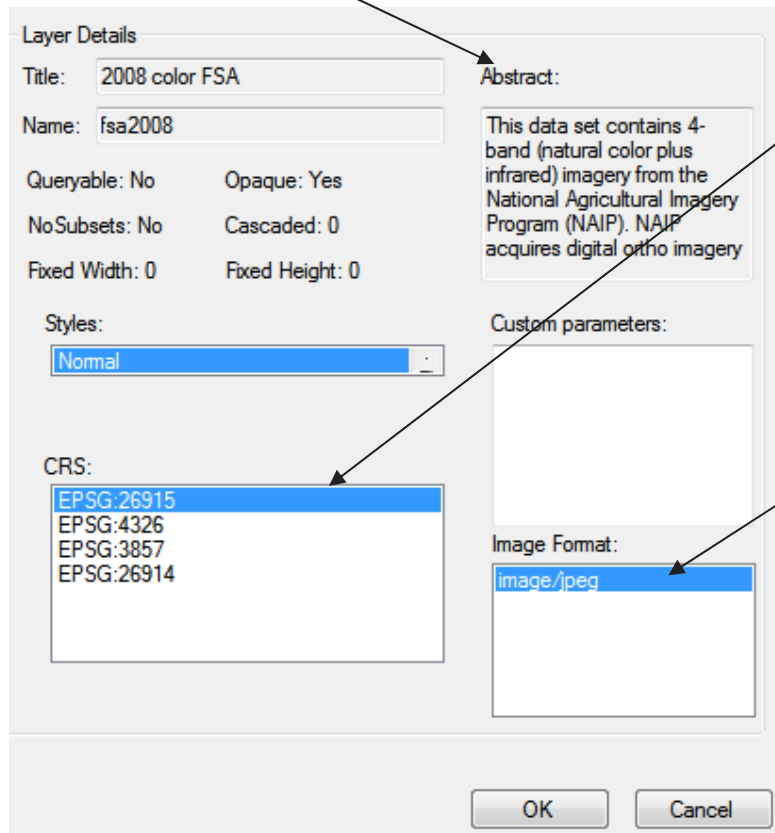 Layer Details
Title: 2008 color FSA
Name: fsa2008
Queryable: No Opaque: Yes
NoSubsets: No Cascaded: 0
Fixed Width: 0 Fixed Height: 0
Abstract:
This data set contains 4-
band (natural color plus
infrared) imagery from the
National Agricultural Imagery
Program (NAIP). NAIP
acquires digital ortho imagery
Styles:
Normal
Custom parameters:
CRS:
EPSG:26915
EPSG:4326
EPSG:3857
EPSG:26914
Image Format:
image/jpeg
OK Cancel